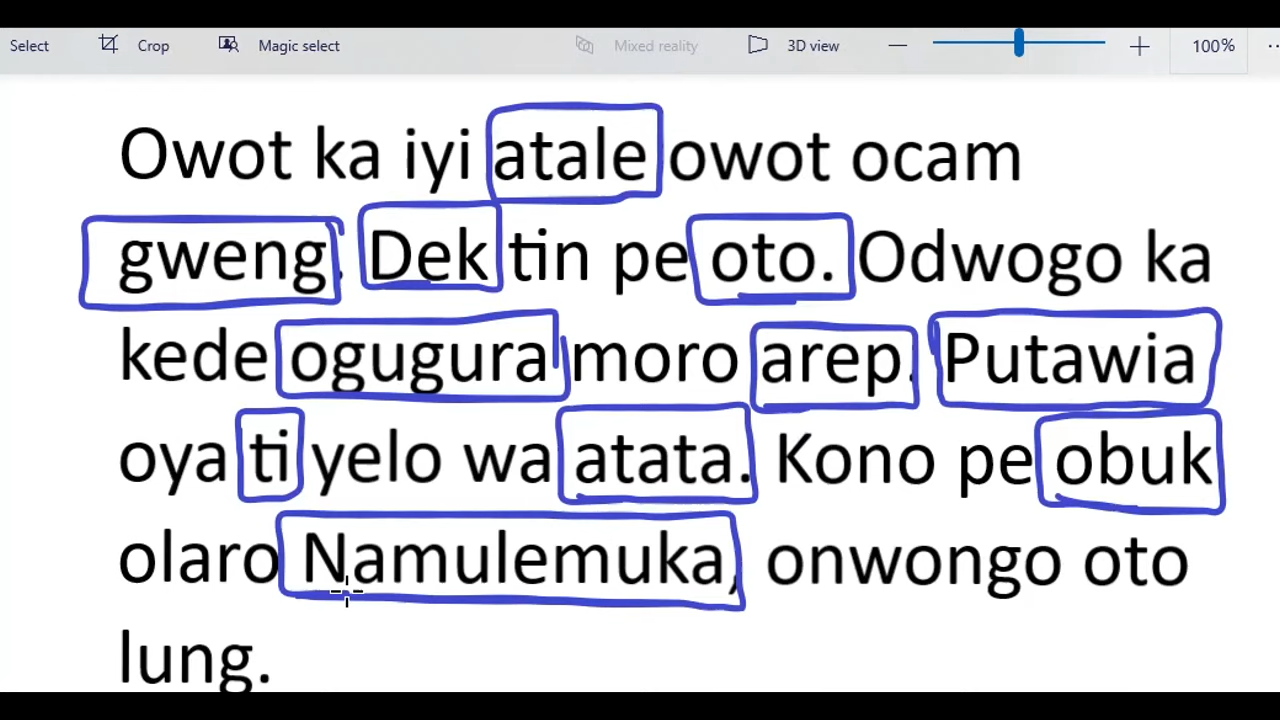 Select Crop Magic select Mixed reality 3D view 100%
Owot ka iyi atale owot ocam
gweng. Dek tin pe oto. Odwogo ka
kede ogugura moro arep. Putawia
oya ti yelo wa atata. Kono pe obuk
olaro Namulemuka, onwongo oto
lung.